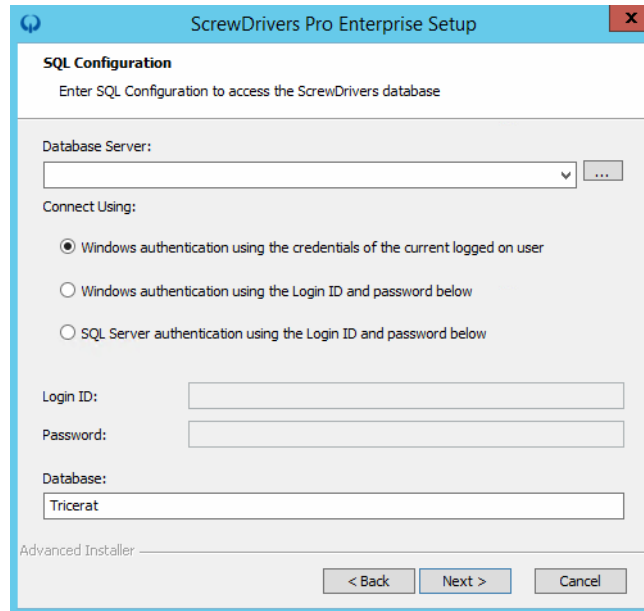 ScrewDrivers Pro Enterprise Setup
x
SQL Configuration
Enter SQL Configuration to access the ScrewDrivers database
Database Server:
...
Connect Using:
Windows authentication using the credentials of the current logged on user
Windows authentication using the Login ID and password below
SQL Server authentication using the Login ID and password below
Login ID:
Password:
Database:
Tricerat
Advanced Installer
< Back Next > Cancel